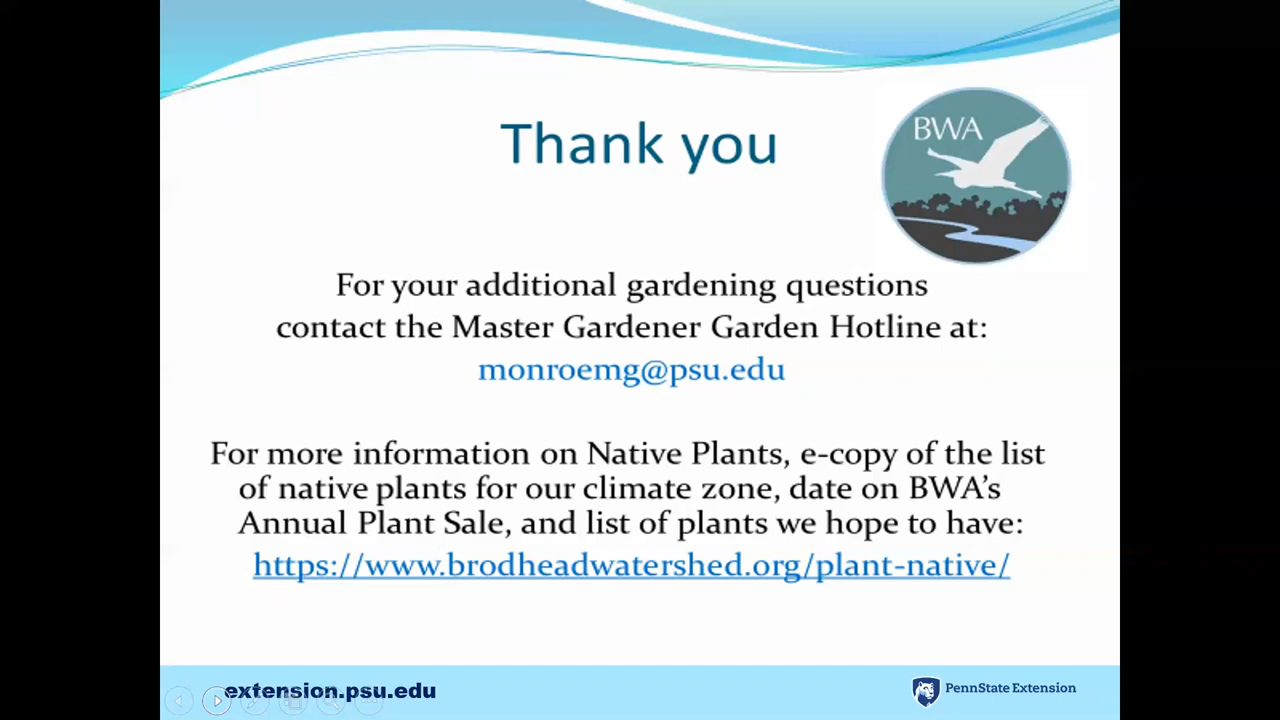 BWA
Thank you
For your additional gardening questions
contact the Master Gardener Garden Hotline at:
monroemg@psu.edu
For more information on Native Plants, e-copy of the list
of native plants for our climate zone, date on BWA’s
Annual Plant Sale, and list of plants we hope to have:
https://www.brodheadwatershed.org/plant-native/
extension.psu.edu
PennState Extension